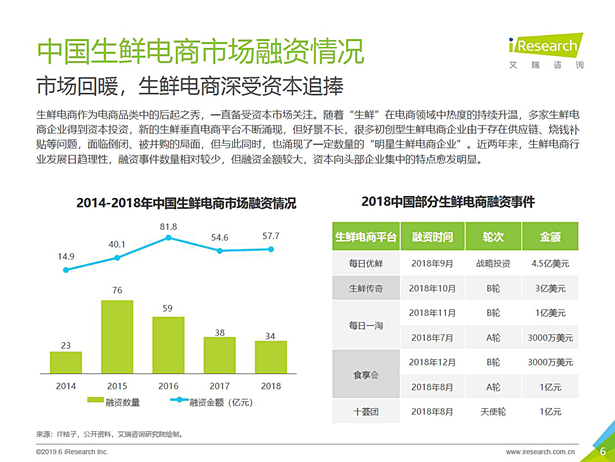 中国生鲜电商市场融资情况
iResearch
艾瑞咨询
市场回暖，生鲜电商深受资本追捧
生鲜电商作为电商品类中的后起之秀，一直备受资本市场关注。随着“生鲜”在电商领域中热度的持续升温，多家生鲜电
商企业得到资本投资，新的生鲜垂直电商平台不断涌现，但好景不长，很多初创型生鲜电商企业由于存在供应链、烧钱补
贴等问题，面临倒闭、被并购的局面，但与此同时，也涌现了一定数量的“明星生鲜电商企业”。近两年来，生鲜电商行
业发展日趋理性，融资事件数量相对较少，但融资金额较大，资本向头部企业集中的特点愈发明显。
2014-2018年中国生鲜电商市场融资情况
14.9 40.1 81.8 54.6 57.7
23 76 59 38 34
2014 2015 2016 2017 2018
融资数量 融资金额（亿元）
2018中国部分生鲜电商融资事件
生鲜电商平台 融资时间 轮次 金额
每日优鲜 2018年9月 战略投资 4.5亿美元
生鲜传奇 2018年10月 B轮 3亿美元
每日一淘 2018年11月 B轮 1亿美元
2018年7月 A轮 3000万美元
食享会 2018年12月 B轮 3000万美元
2018年8月 A轮 1亿元
十荟团 2018年8月 天使轮 1亿元
来源：IT桔子，公开资料，艾瑞咨询研究院绘制。
©2019.6 iResearch Inc.
www.iresearch.com.cn
6